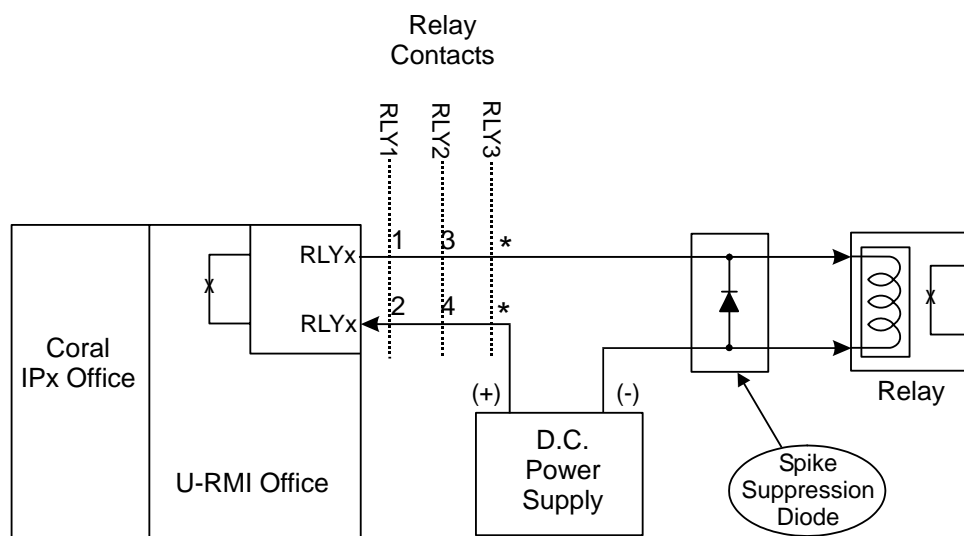 Relay
Contacts
RLY1
RLY2
RLY3
RLYx
1
3
*
X
RLYx
2
4
*
X
Coral
IPx Office
(+)
(-)
Relay
D.C.
Power
Supply
U-RMI Office
Spike
Suppression
Diode